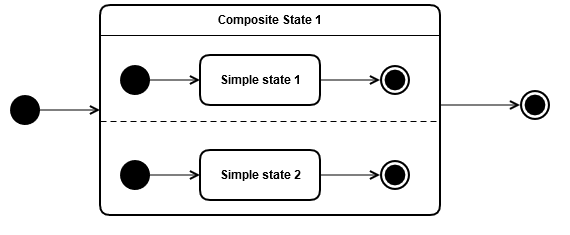 Composite State 1
Simple state 1
Simple state 2